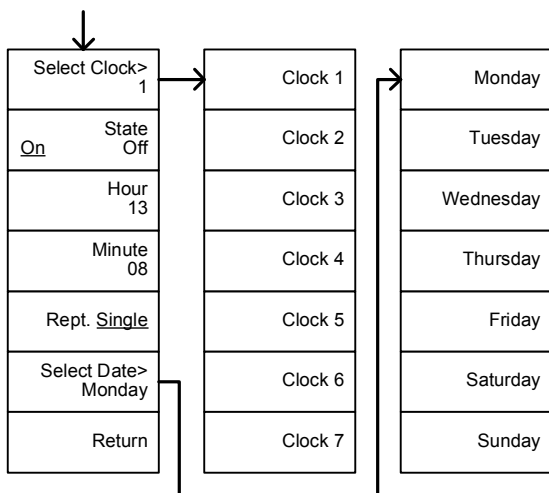 Select Clock>
1
State
On Off
Hour
13
Minute
08
Rept. Single
Select Date>
Monday
Return
Clock 1
Clock 2
Clock 3
Clock 4
Clock 5
Clock 6
Clock 7
Monday
Tuesday
Wednesday
Thursday
Friday
Saturday
Sunday